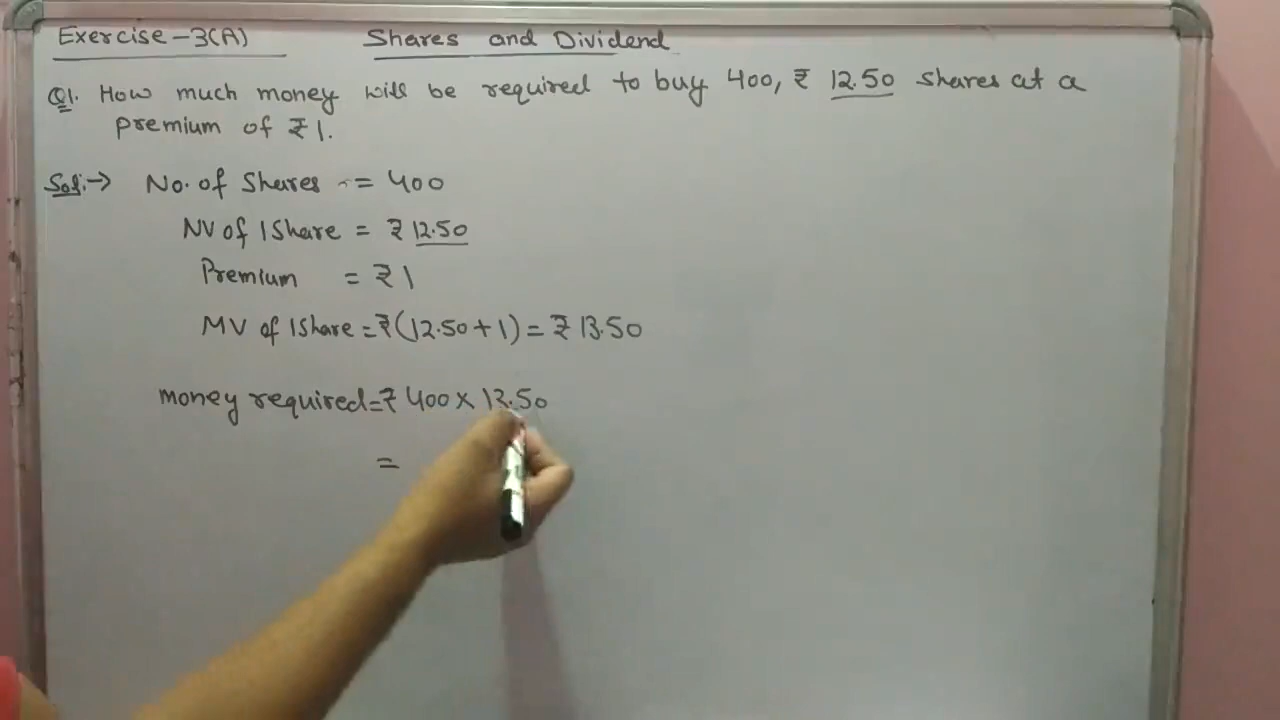 Exercise-3(A) Shares and Dividend
Q1. How much money will be required to buy 400, ₹ 12.50 shares at a
premium of ₹1.
Sol:→ No. of Shares = 400
NV of 1 Share = ₹ 12.50
Premium = ₹ 1
MV of 1 Share = ₹(12.50+1) = ₹ 13.50
money required = ₹ 400 × 13.50
=